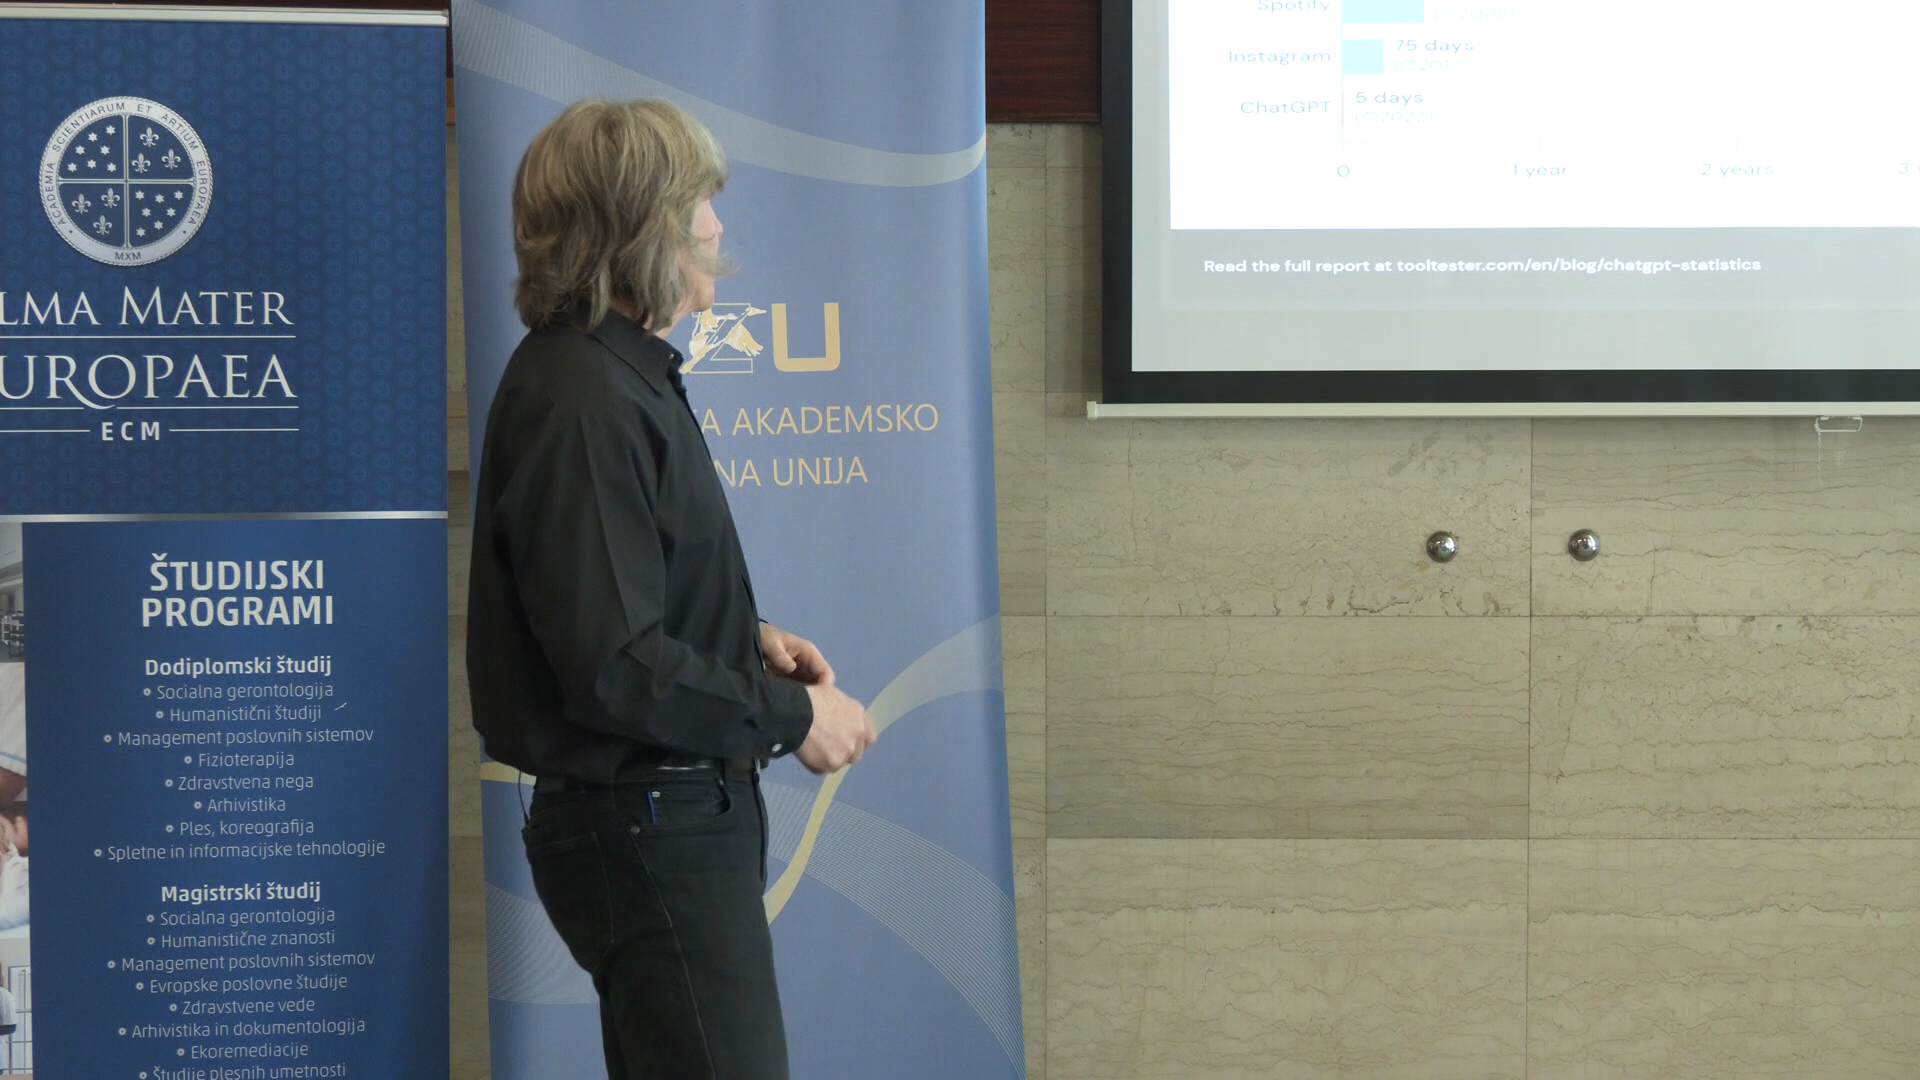 ACADEMIA SCIENTIARUM ET ARTIUM EUROPAEA
MXM
LMA MATER
UROPAEA
ECM
ŠTUDIJSKI
PROGRAMI
Dodiplomski študij
Socialna gerontologija
Humanistični študiji
Management poslovnih sistemov
Fizioterapija
Zdravstvena nega
Arhivistika
Ples, koreografija
Spletne in informacijske tehnologije
Magistrski študij
Socialna gerontologija
Humanistične znanosti
Management poslovnih sistemov
Evropske poslovne študije
Zdravstvene vede
Arhivistika in dokumentologija
Ekoremediacije
Študije plesnih umetnosti
ZU
A AKADEMSKO
NA UNIJA
Spotify
Instagram 75 days
ChatGPT 5 days
0 1 year 2 years 3
Read the full report at tooltester.com/en/blog/chatgpt-statistics